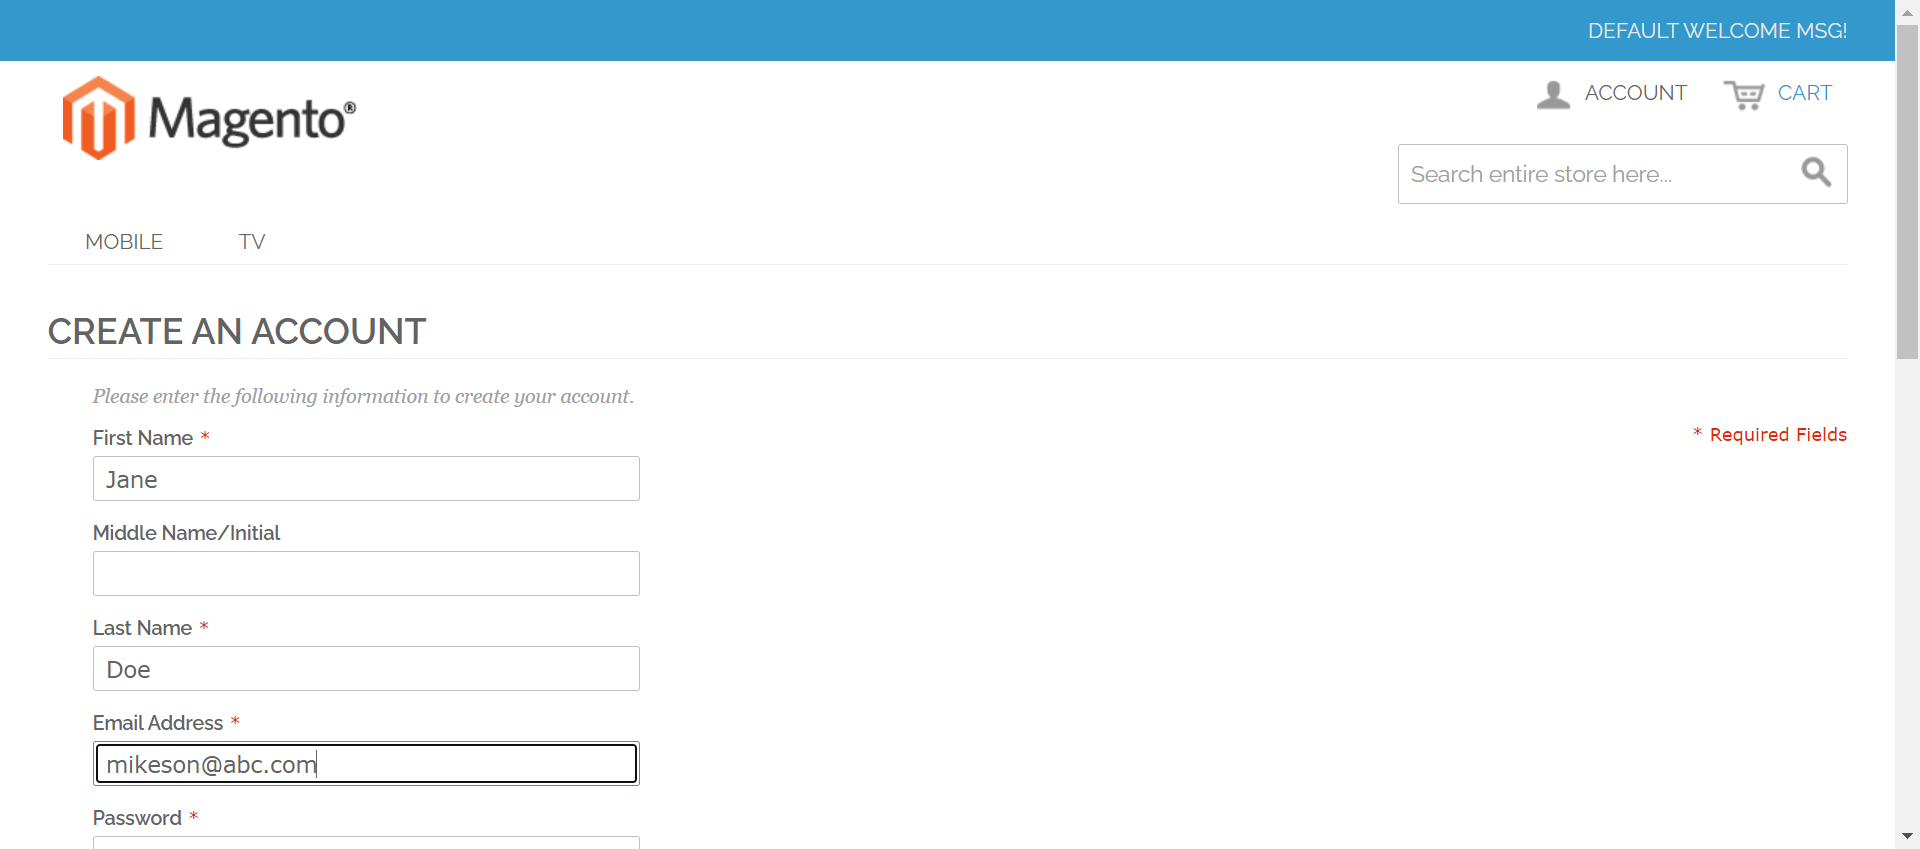 DEFAULT WELCOME MSG!
Magento®
ACCOUNT
CART
Search entire store here...
MOBILE
TV
CREATE AN ACCOUNT
Please enter the following information to create your account.
First Name *
* Required Fields
Jane
Middle Name/Initial
Last Name *
Doe
Email Address *
mikeson@abc.com
Password *